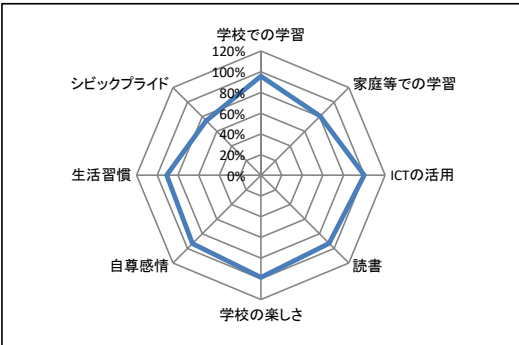 学校での学習
120%
100%
80%
60%
40%
20%
0%
家庭等での学習
ICTの活用
読書
学校の楽しさ
自尊感情
生活習慣
シビックプライド